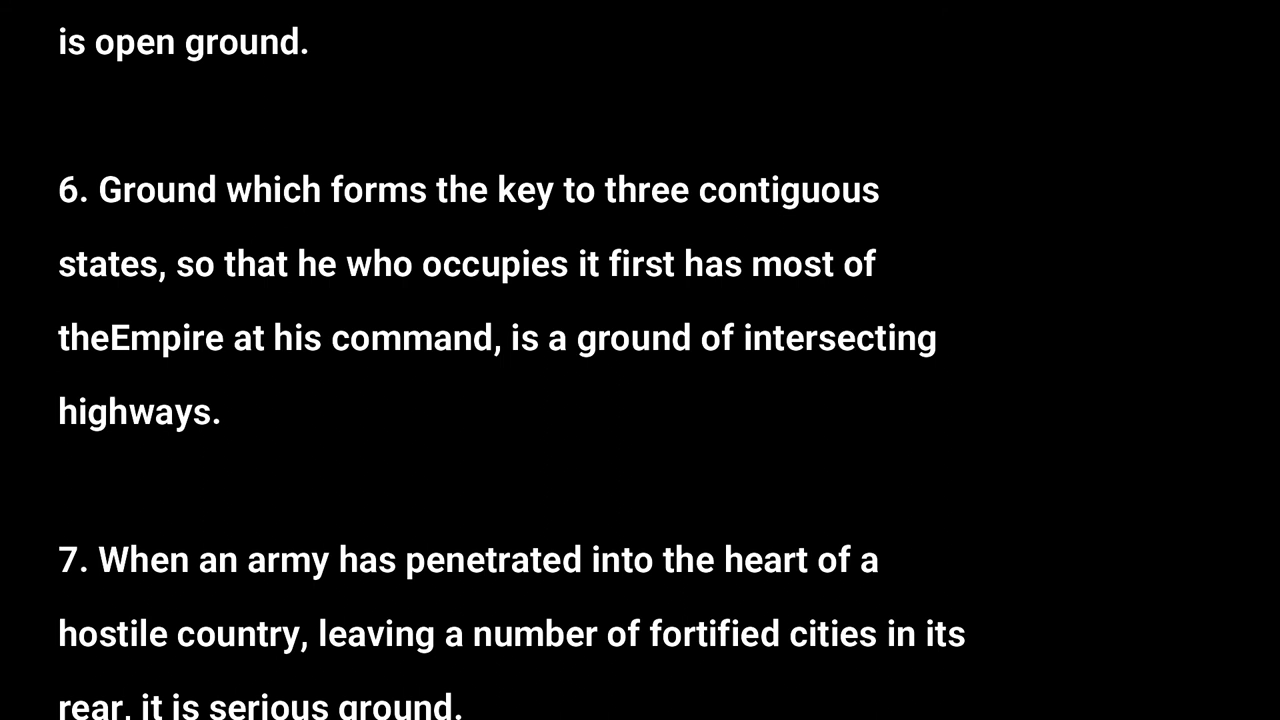 is open ground.
6. Ground which forms the key to three contiguous
states, so that he who occupies it first has most of
theEmpire at his command, is a ground of intersecting
highways.
7. When an army has penetrated into the heart of a
hostile country, leaving a number of fortified cities in its
rear, it is serious ground.